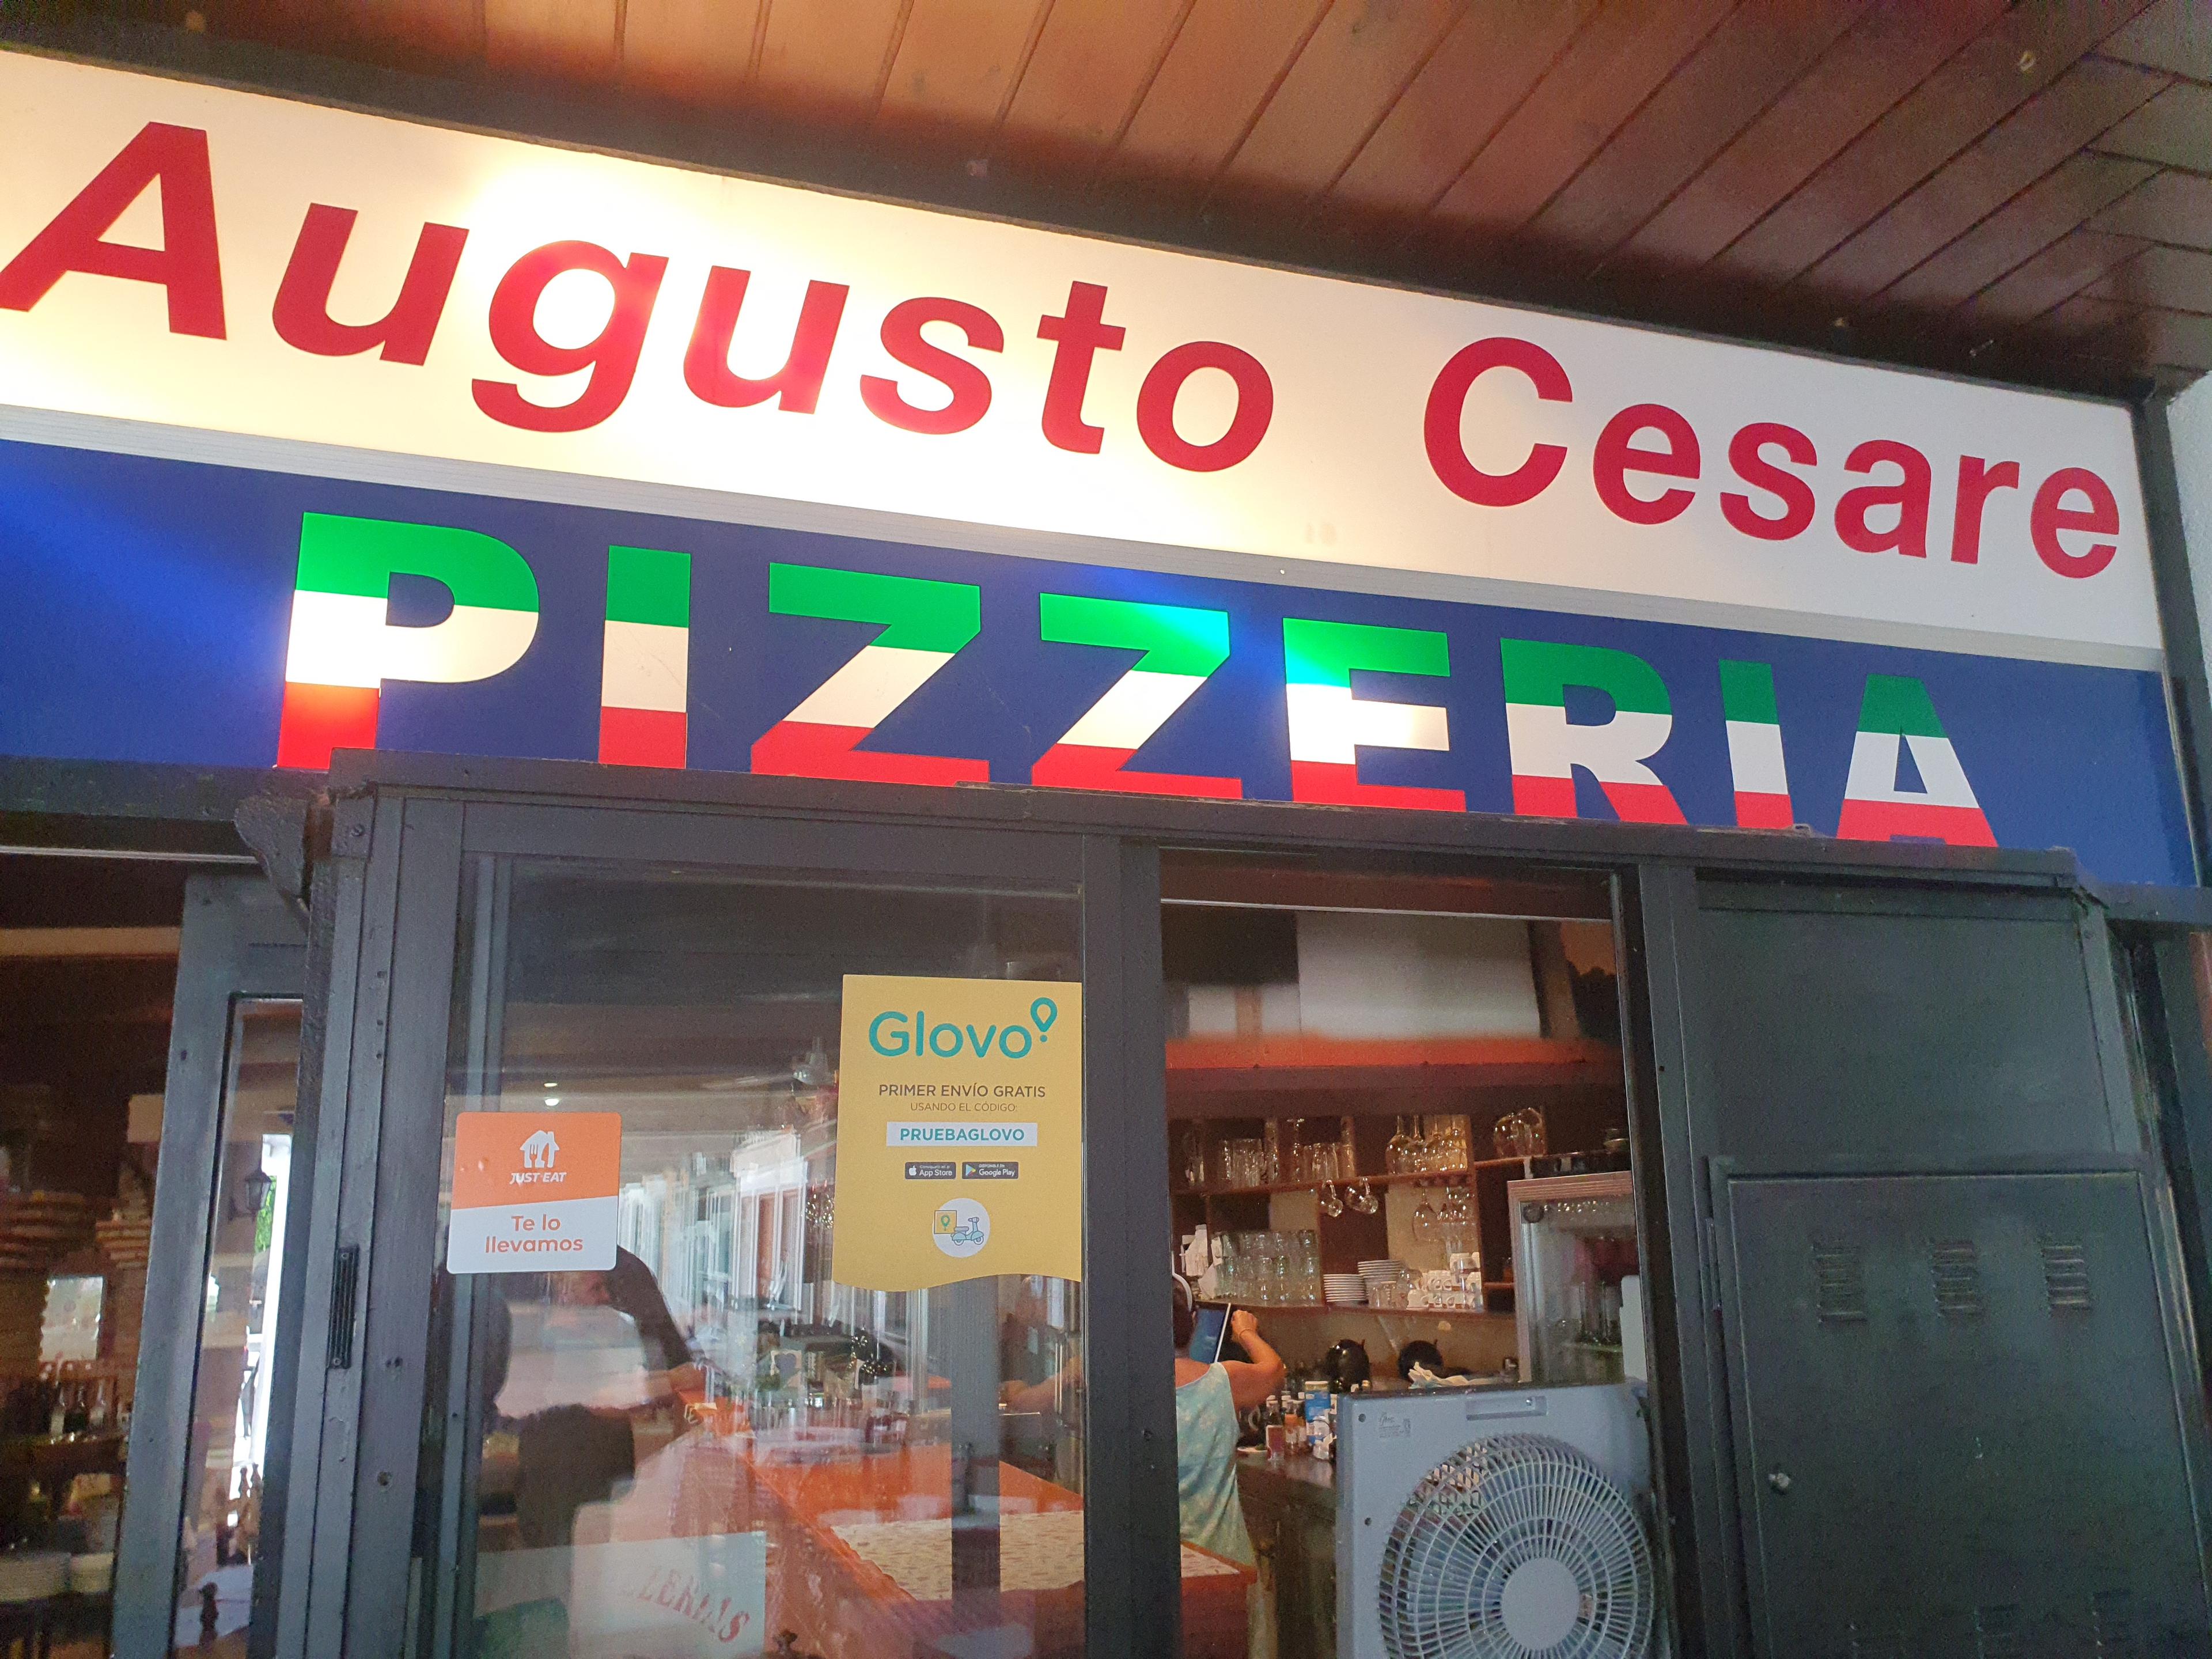 Augusto Cesare
PIZZERIA
Glovo
PRIMER ENVÍO GRATIS
USANDO EL CÓDIGO:
PRUEBAGLOVO
App Store
Google Play
JUST EAT
Te lo
llevamos